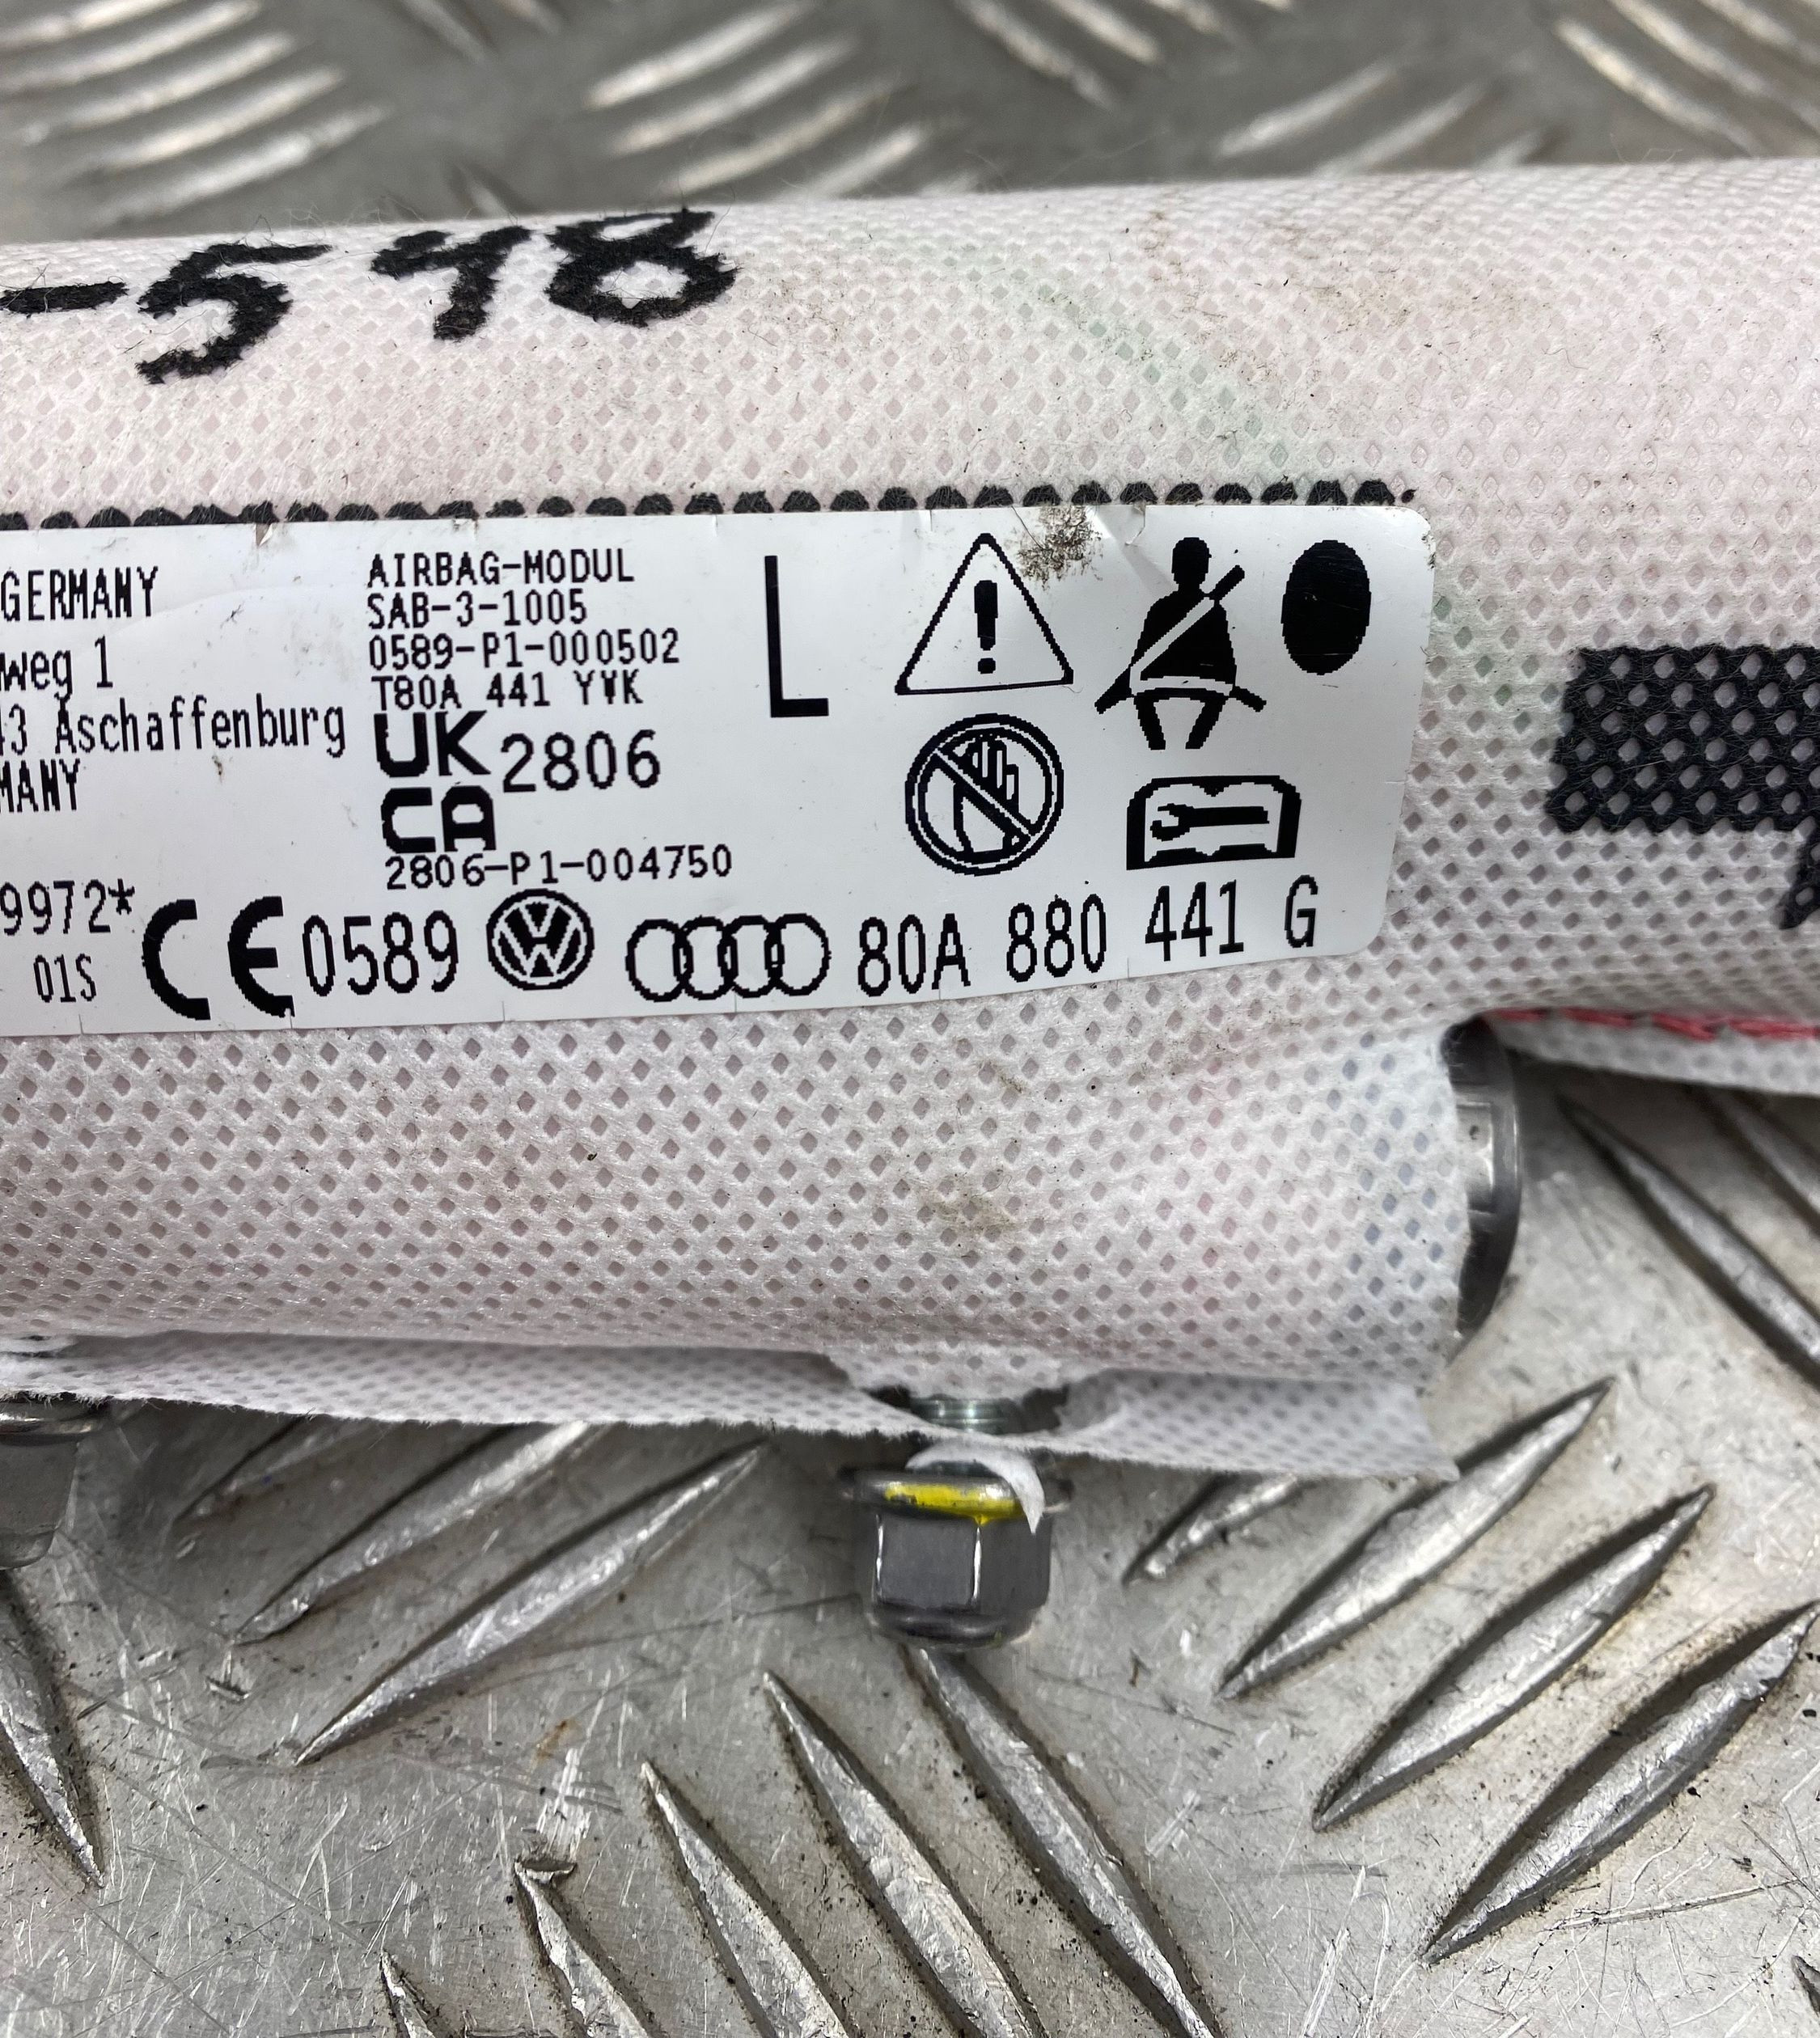 -548
GERMANY
weg 1
43 Aschaffenburg
MANY
9972*
01S
AIRBAG-MODUL
SAB-3-1005
0589-P1-000502
T80A 441 YVK
UK
CA
2806
2806-P1-004750
L
CE 0589 VW 80A 880 441 G